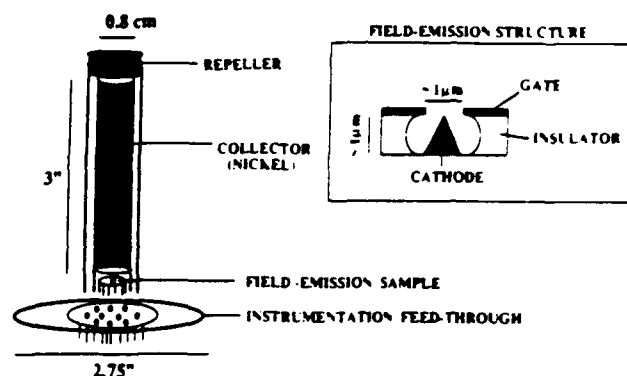 0.8 cm
REPELLER
3"
COLLECTOR
(NICKEL)
FIELD-EMISSION SAMPLE
INSTRUMENTATION FEED-THROUGH
2.75"
FIELD-EMISSION STRUCTURE
~1μm
GATE
~1μm
INSULATOR
CATHODE